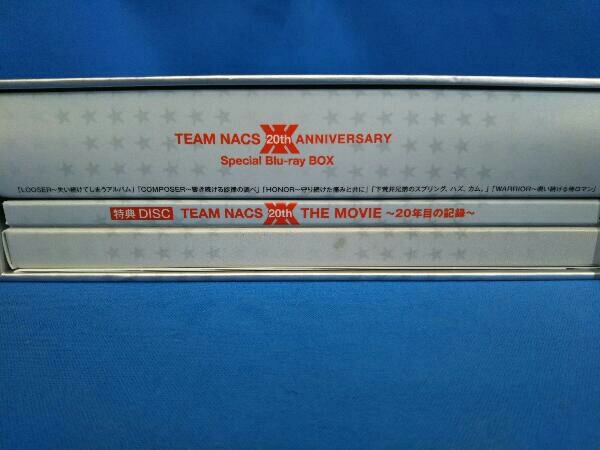 TEAM NACS XX 20th ANNIVERSARY
Special Blu-ray BOX
「LOOSER~失い続けてしまうアルバム」「COMPOSER~響き続ける旋律の調べ」「HONOR~守り続けた痛みと共に」「下荒井兄弟のスプリング、ハズ、カム。」「WARRIOR~唄い続ける侍ロマン」
特典 DISC TEAM NACS XX 20th THE MOVIE ~20年目の記録~